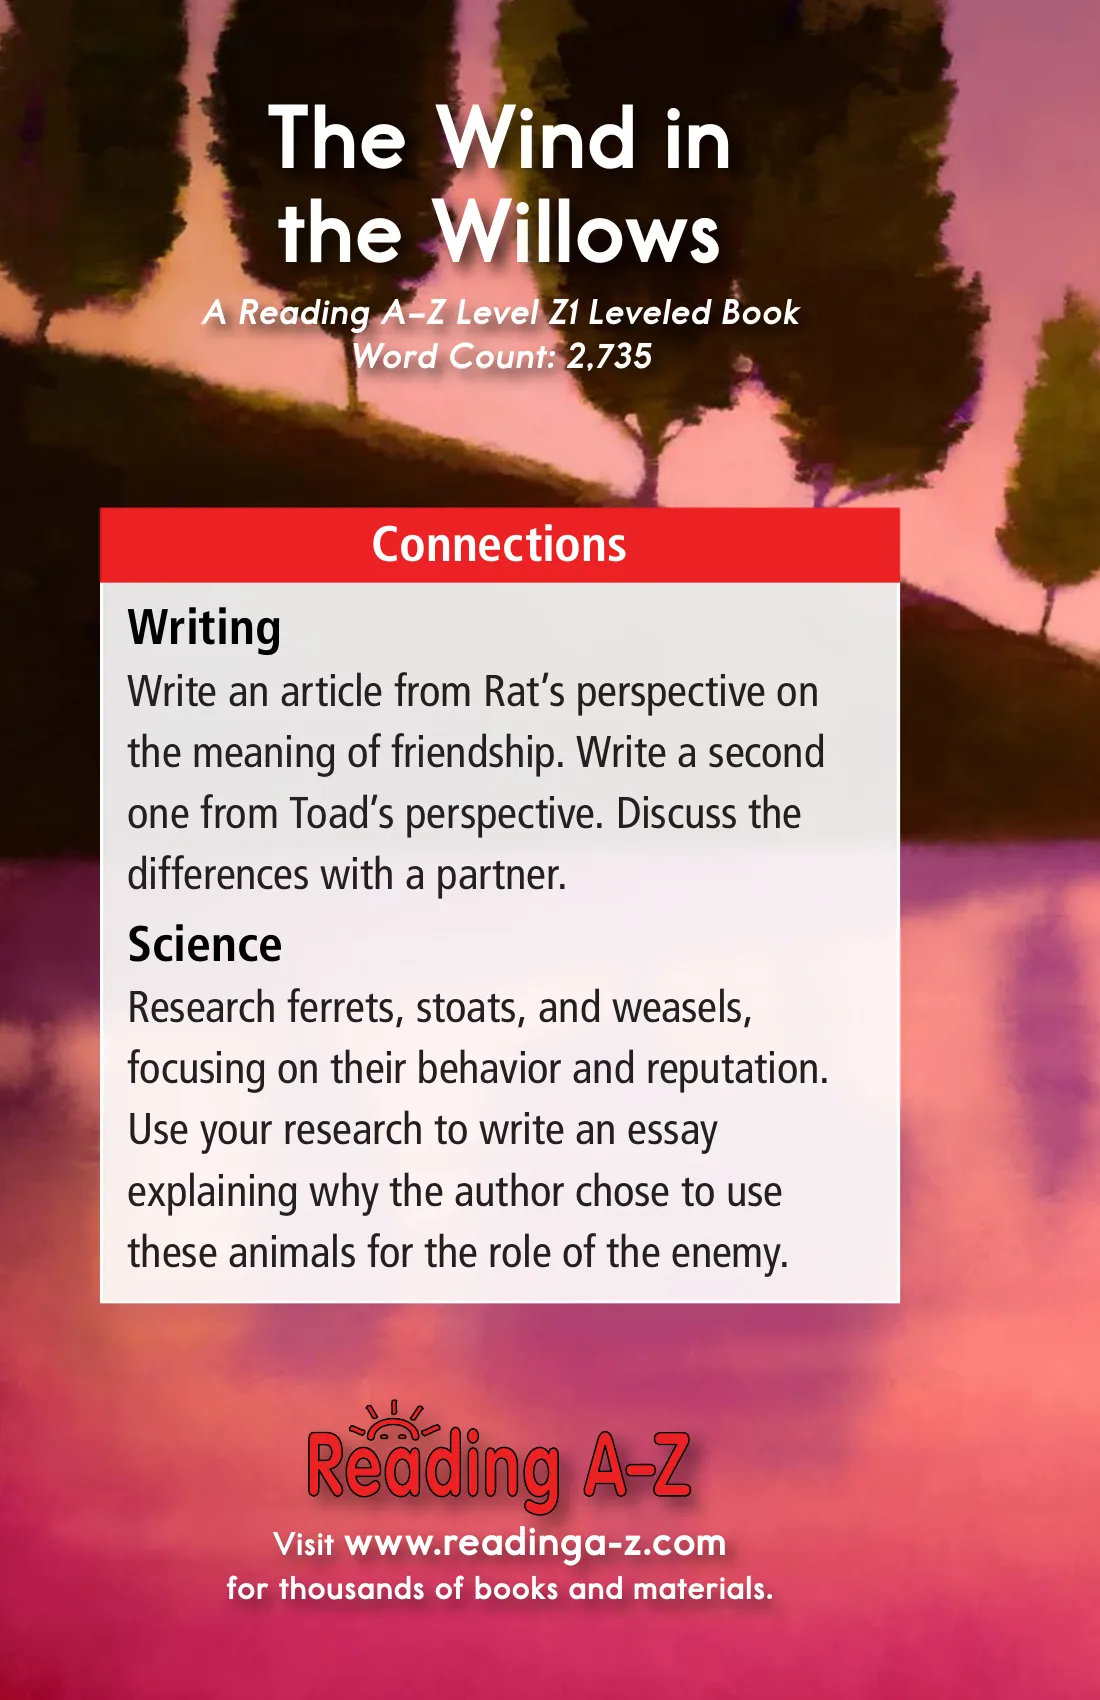 The Wind in
the Willows
A Reading A–Z Level Z1 Leveled Book
Word Count: 2,735
Connections
Writing
Write an article from Rat’s perspective on
the meaning of friendship. Write a second
one from Toad’s perspective. Discuss the
differences with a partner.
Science
Research ferrets, stoats, and weasels,
focusing on their behavior and reputation.
Use your research to write an essay
explaining why the author chose to use
these animals for the role of the enemy.
Reading A–Z
Visit www.readinga-z.com
for thousands of books and materials.